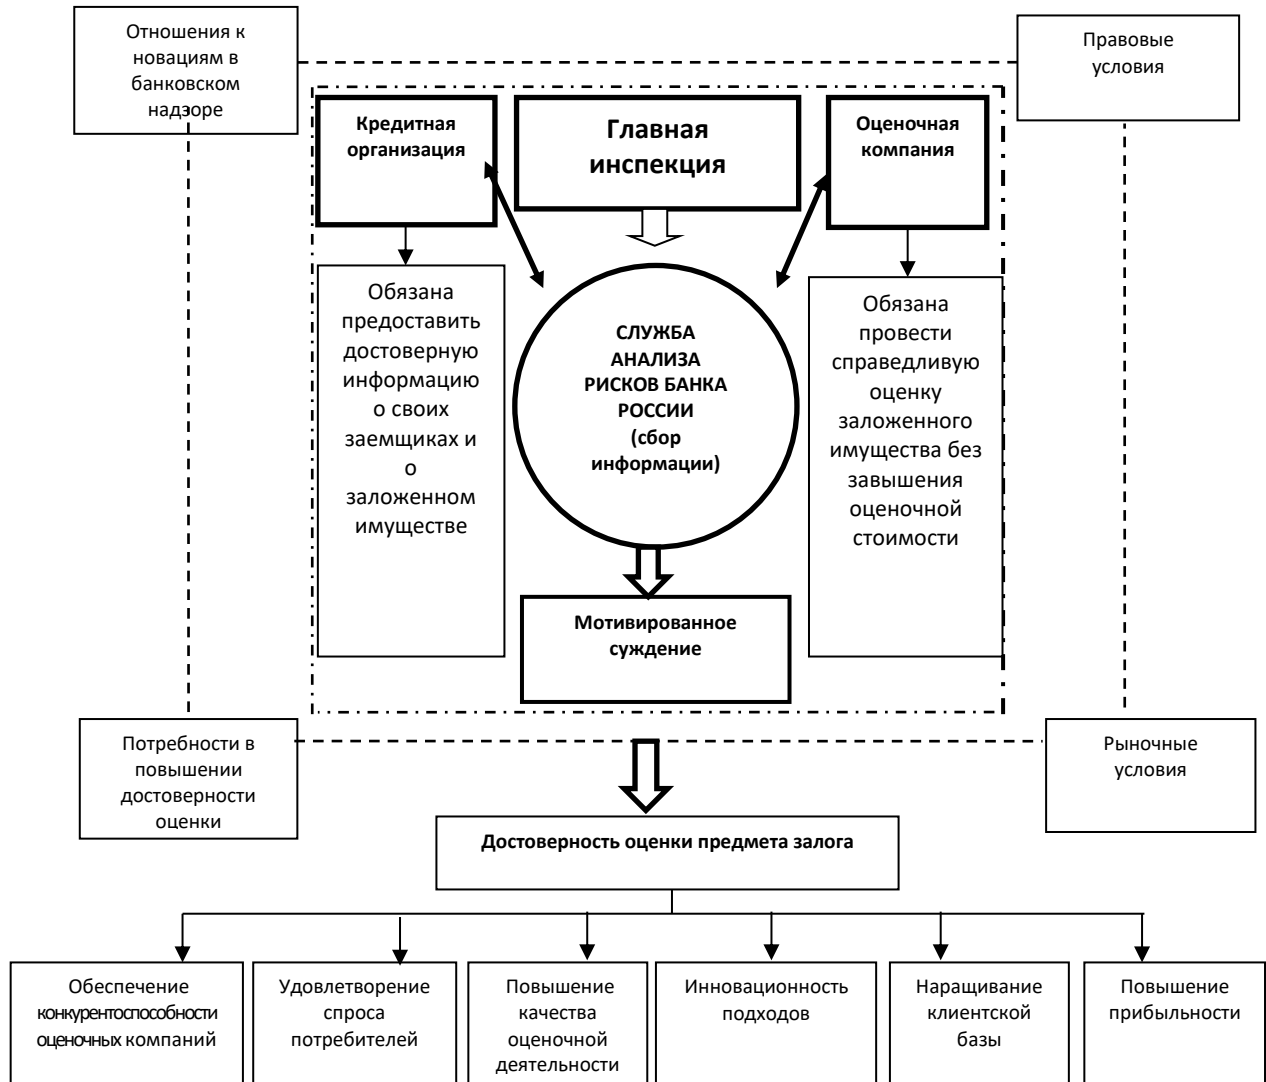 Отношения к
новациям в
банковском
надзоре
Правовые
условия
Кредитная
организация
Главная
инспекция
Оценочная
компания
Обязана
предоставить
достоверную
информацию
о своих
заемщиках и
о
заложенном
имуществе
СЛУЖБА
АНАЛИЗА
РИСКОВ БАНКА
РОССИИ
(сбор
информации)
Обязана
провести
справедливую
оценку
заложенного
имущества без
завышения
оценочной
стоимости
Мотивированное
суждение
Потребности в
повышении
достоверности
оценки
Рыночные
условия
Достоверность оценки предмета залога
Обеспечение
конкурентоспособности
оценочных компаний
Удовлетворение
спроса
потребителей
Повышение
качества
оценочной
деятельности
Инновационность
подходов
Наращивание
клиентской
базы
Повышение
прибыльности